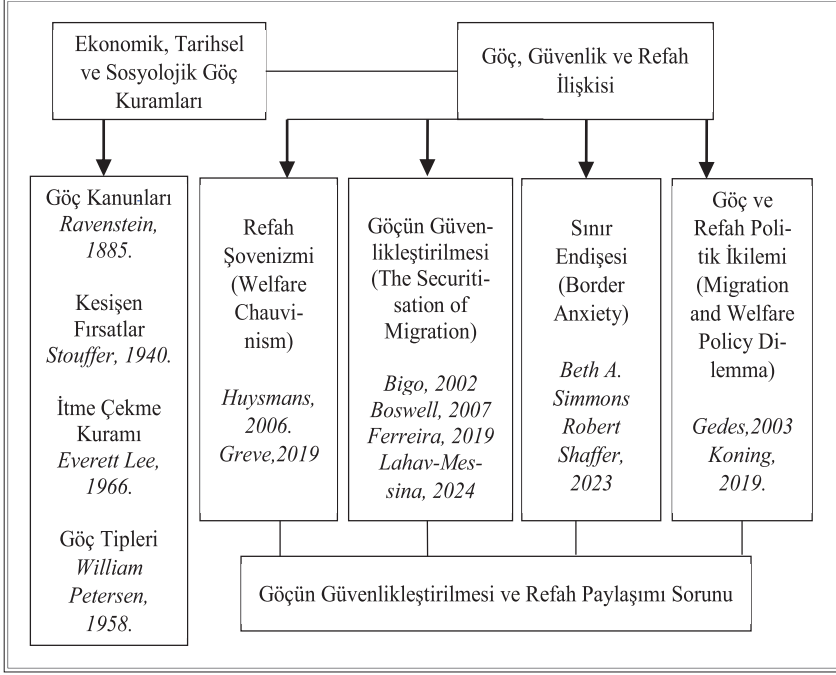 Ekonomik, Tarihsel
ve Sosyolojik Göç
Kuramları
Göç, Güvenlik ve Refah
İlişkisi
Göç Kanunları
Ravenstein,
1885.
Kesişen
Fırsatlar
Stouffer, 1940.
İtme Çekme
Kuramı
Everett Lee,
1966.
Göç Tipleri
William
Petersen,
1958.
Refah
Şovenizmi
(Welfare
Chauvi-
nism)
Huysmans,
2006.
Greve,2019
Göçün Güven-
likleştirilmesi
(The Securiti-
sation of
Migration)
Bigo, 2002
Boswell, 2007
Ferreira, 2019
Lahav-Mes-
sina, 2024
Sınır
Endişesi
(Border
Anxiety)
Beth A.
Simmons
Robert
Shaffer,
2023
Göç ve
Refah Poli-
tik İkilemi
(Migration
and Welfare
Policy Di-
lemma)
Gedes,2003
Koning,
2019.
Göçün Güvenlikleştirilmesi ve Refah Paylaşımı Sorunu